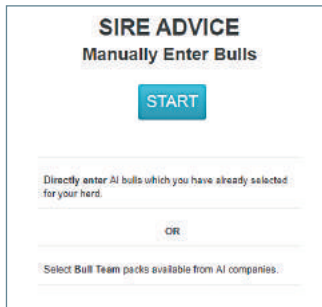 SIRE ADVICE
Manually Enter Bulls
START
Directly enter AI bulls which you have already selected
for your herd.
OR
Select Bull Team packs available from AI companies.